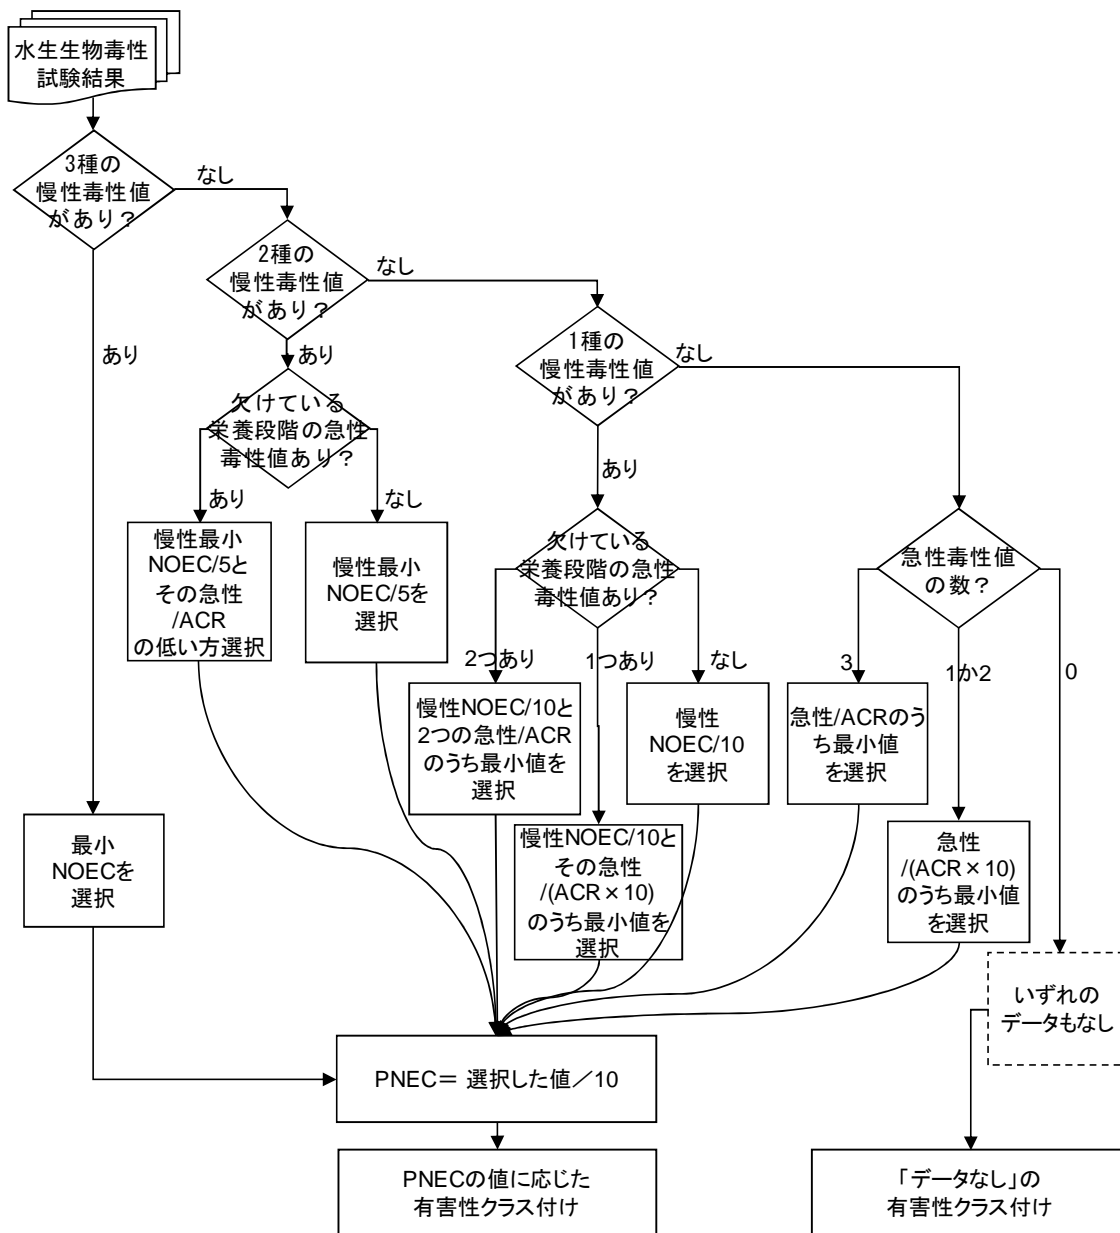 水生生物毒性
試験結果
3種の
慢性毒性値
があり？
なし
あり
2種の
慢性毒性値
があり？
なし
あり
1種の
慢性毒性値
があり？
なし
あり
欠けている
栄養段階の急性
毒性値あり？
あり
なし
慢性最小
NOEC/5と
その急性
/ACR
の低い方選択
慢性最小
NOEC/5を
選択
欠けている
栄養段階の急性
毒性値あり？
2つあり
1つあり
なし
急性毒性値
の数？
3
1か2
0
慢性NOEC/10と
2つの急性/ACR
のうち最小値を
選択
慢性
NOEC/10
を選択
急性/ACRのう
ち最小値
を選択
最小
NOECを
選択
慢性NOEC/10と
その急性
/(ACR×10)
のうち最小値を
選択
急性
/(ACR×10)
のうち最小値
を選択
いずれの
データもなし
PNEC＝ 選択した値／10
PNECの値に応じた
有害性クラス付け
「データなし」の
有害性クラス付け